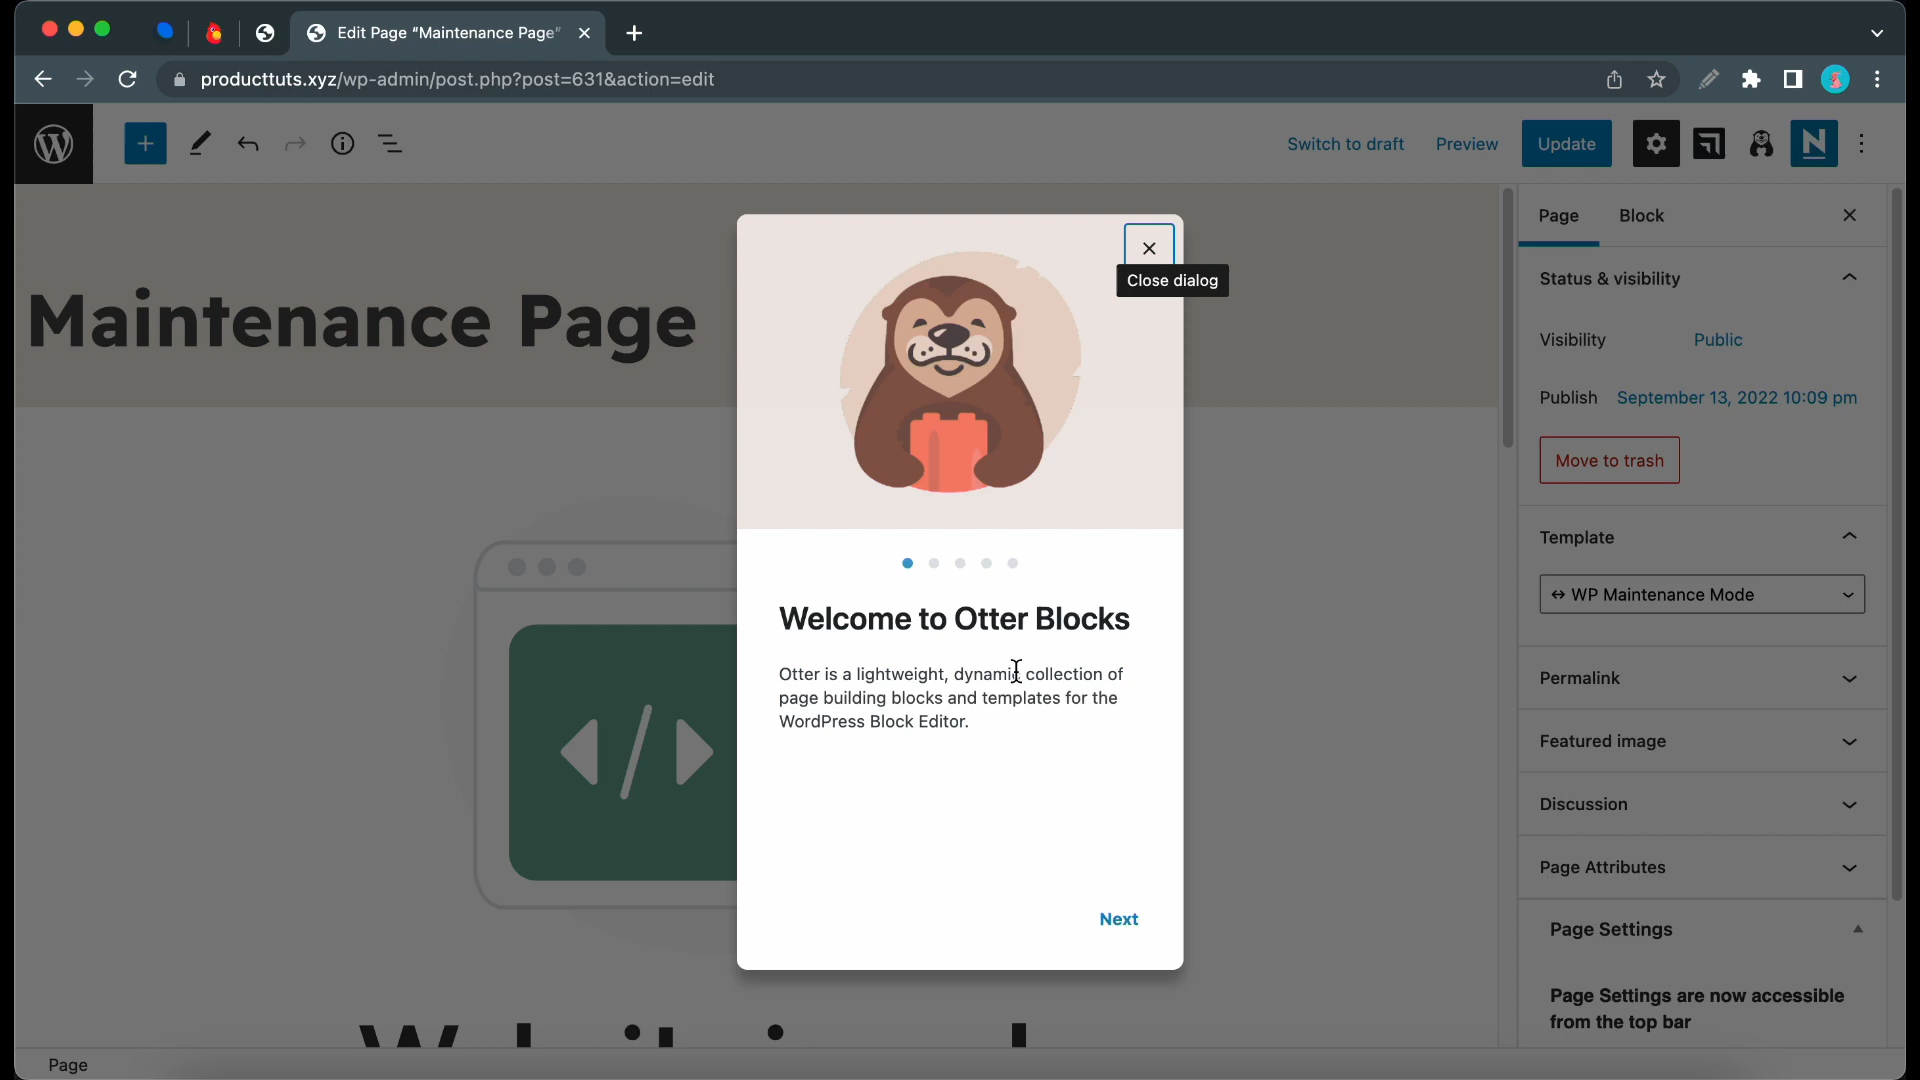 Edit Page “Maintenance Page”
producttuts.xyz/wp-admin/post.php?post=631&action=edit
Switch to draft
Preview
Update
Page
Block
Close dialog
Status & visibility
Maintenance Page
Visibility
Public
Publish
September 13, 2022 10:09 pm
Move to trash
Template
WP Maintenance Mode
Welcome to Otter Blocks
Otter is a lightweight, dynamic collection of
page building blocks and templates for the
WordPress Block Editor.
Permalink
Featured image
Discussion
Page Attributes
Next
Page Settings
Page Settings are now accessible
from the top bar
Page